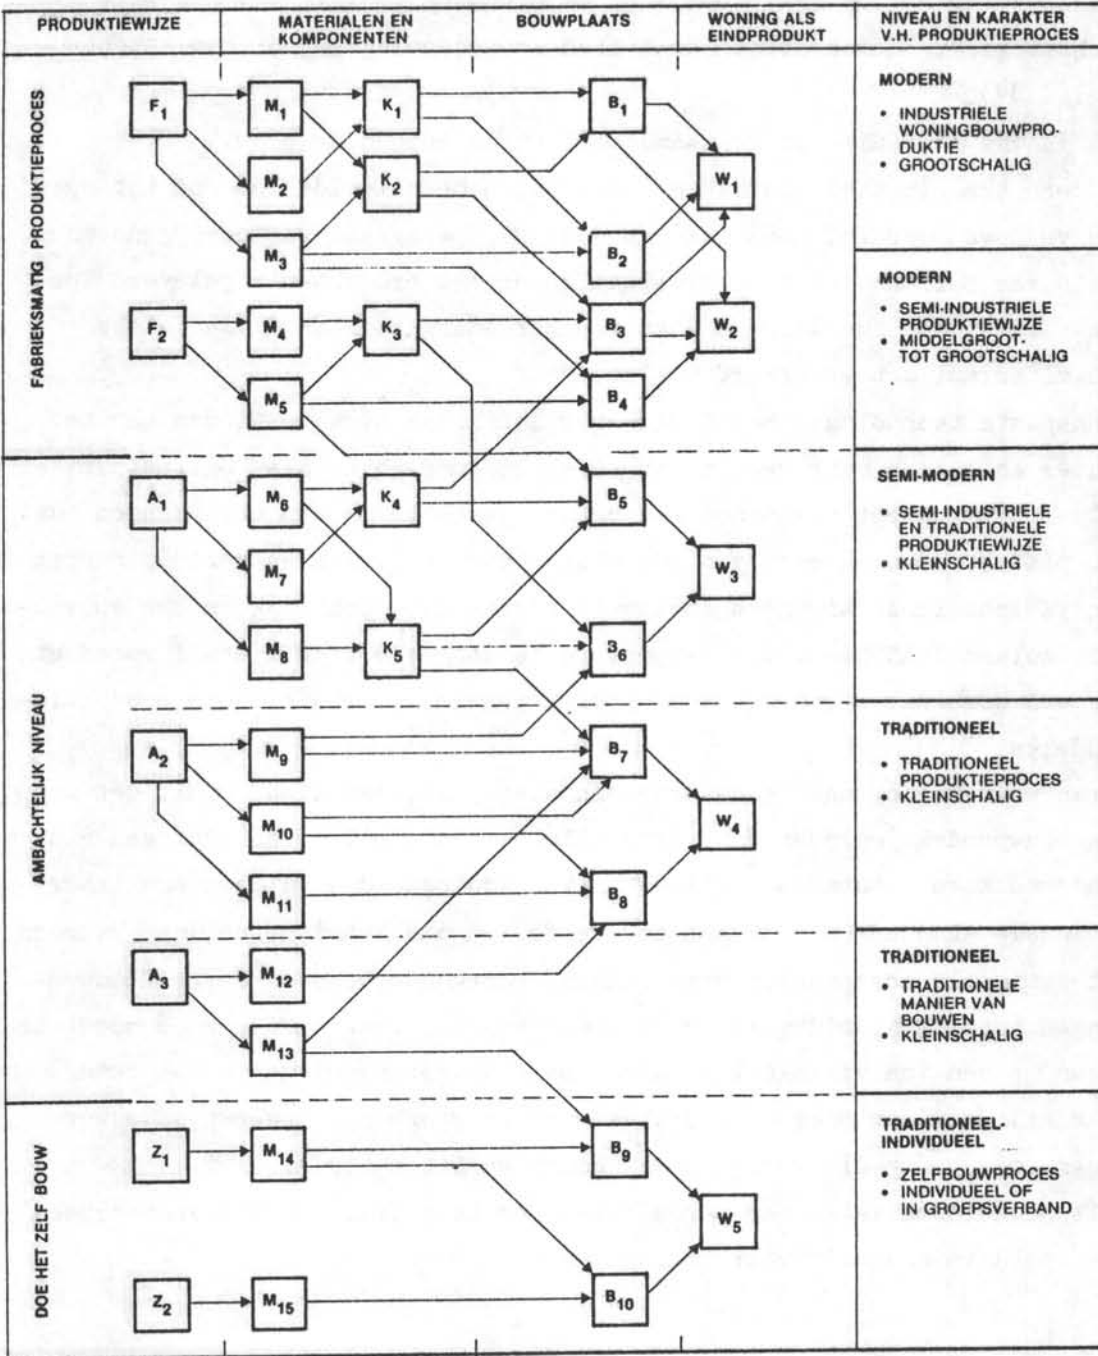 PRODUKTIEWIJZE
MATERIALEN EN
KOMPONENTEN
BOUWPLAATS
WONING ALS
EINDPRODUKT
NIVEAU EN KARAKTER
V.H. PRODUKTIEPROCES
FABRIEKSMATIG PRODUKTIEPROCES
F1
M1
K1
B1
M2
K2
W1
M3
B2
F2
M4
K3
B3
W2
M5
B4
MODERN
• INDUSTRIELE
WONINGBOUWPRO-
DUKTIE
• GROOTSCHALIG
MODERN
• SEMI-INDUSTRIELE
PRODUKTIEWIJZE
• MIDDELGROOT-
TOT GROOTSCHALIG
AMBACHTELIJK NIVEAU
A1
M6
K4
B5
M7
W3
M8
K5
B6
SEMI-MODERN
• SEMI-INDUSTRIELE
EN TRADITIONELE
PRODUKTIEWIJZE
• KLEINSCHALIG
A2
M9
B7
M10
W4
M11
B8
TRADITIONEEL
• TRADITIONEEL
PRODUKTIEPROCES
• KLEINSCHALIG
A3
M12
M13
TRADITIONEEL
• TRADITIONELE
MANIER VAN
BOUWEN
• KLEINSCHALIG
DOE HET ZELF BOUW
Z1
M14
B9
W5
Z2
M15
B10
TRADITIONEEL-
INDIVIDUEEL
• ZELFBOUWPROCES
• INDIVIDUEEL OF
IN GROEPSVERBAND